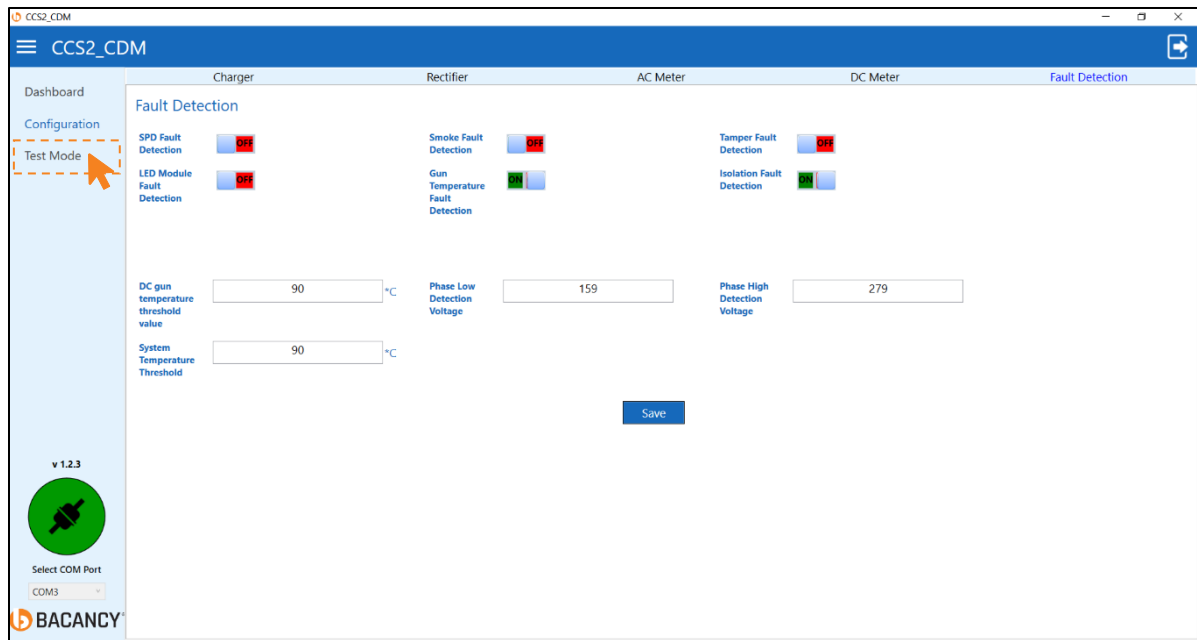 CCS2_CDM
CCS2_CDM
Charger Rectifier AC Meter DC Meter Fault Detection
Dashboard
Configuration
Test Mode
Fault Detection
SPD Fault
Detection
OFF
Smoke Fault
Detection
OFF
Tamper Fault
Detection
OFF
LED Module
Fault
Detection
OFF
Gun
Temperature
Fault
Detection
ON
Isolation Fault
Detection
ON
DC gun
temperature
threshold
value
90 °C
Phase Low
Detection
Voltage
159
Phase High
Detection
Voltage
279
System
Temperature
Threshold
90 °C
Save
v 1.2.3
Select COM Port
COM3
BACANCY